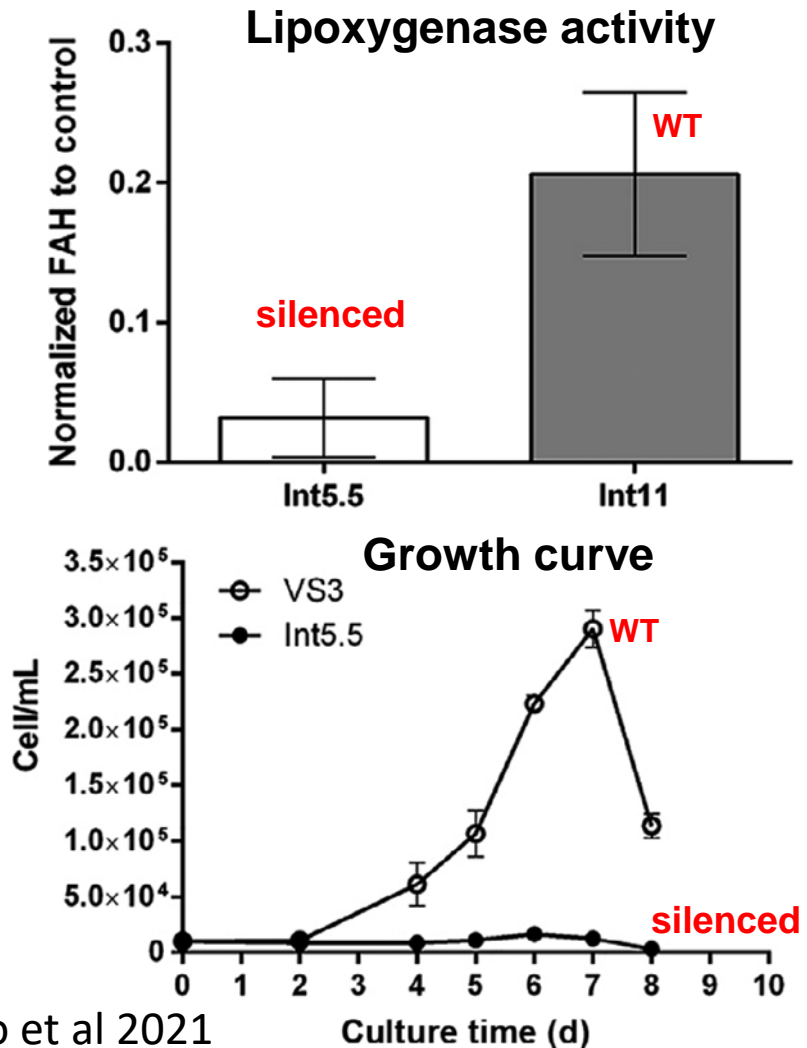 Lipoxygenase activity
Normalized FAH to control
0.3
0.2
0.1
0.0
WT
silenced
Int5.5
Int11
Growth curve
Cell/mL
3.5×10⁵
3.0×10⁵
2.5×10⁵
2.0×10⁵
1.5×10⁵
1.0×10⁵
5.0×10⁴
0
VS3
Int5.5
WT
silenced
0 1 2 3 4 5 6 7 8 9 10
et al 2021
Culture time (d)